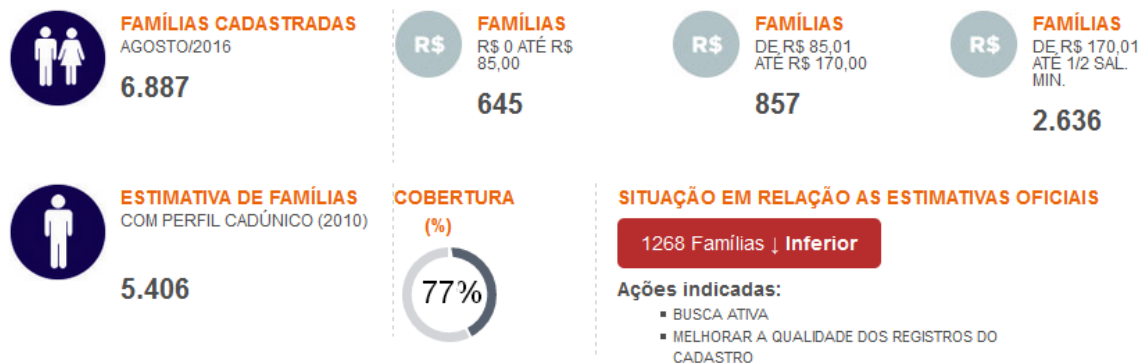 FAMÍLIAS CADASTRADAS
AGOSTO/2016
6.887
R$
FAMÍLIAS
R$ 0 ATÉ R$
85,00
645
R$
FAMÍLIAS
DE R$ 85,01
ATÉ R$ 170,00
857
R$
FAMÍLIAS
DE R$ 170,01
ATÉ 1/2 SAL.
MIN.
2.636
ESTIMATIVA DE FAMÍLIAS
COM PERFIL CADÚNICO (2010)
5.406
COBERTURA
(%)
77%
SITUAÇÃO EM RELAÇÃO AS ESTIMATIVAS OFICIAIS
1268 Famílias ↓ Inferior
Ações indicadas:
▪ BUSCA ATIVA
▪ MELHORAR A QUALIDADE DOS REGISTROS DO
CADASTRO